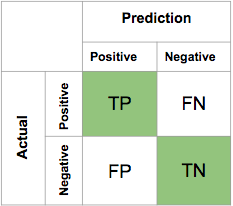 Prediction
Positive Negative
Actual
Positive
TP FN
Negative
FP TN